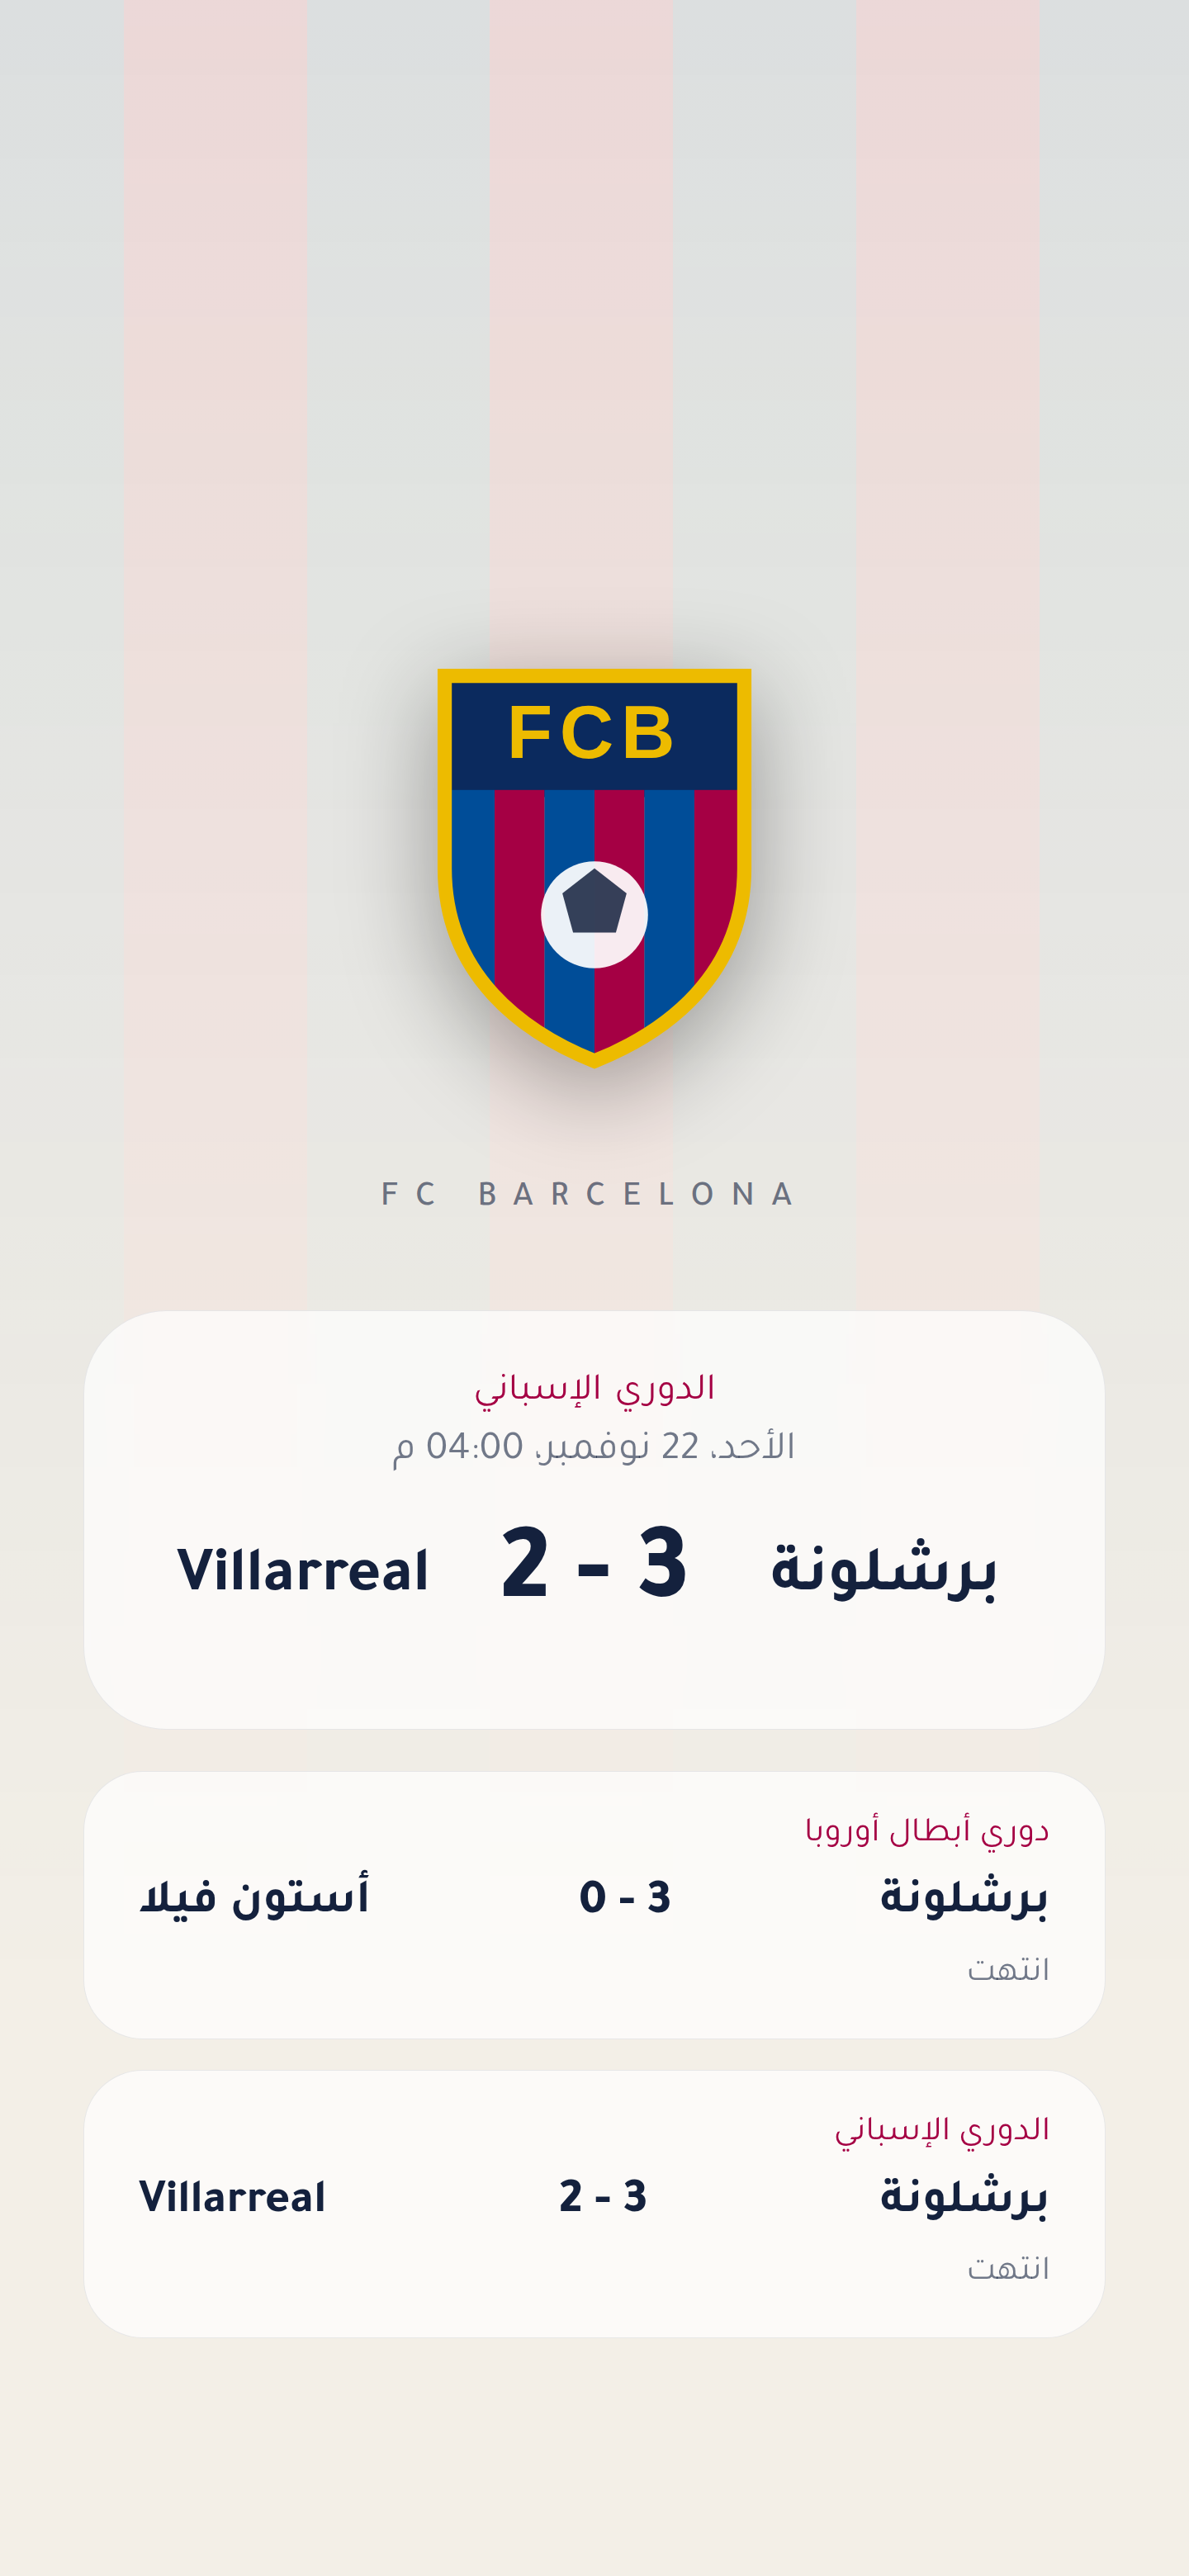 FCB
FC BARCELONA
الدوري الإسباني
الأحد، 22 نوفمبر، 04:00 م
برشلونة 3 - 2 Villarreal
دوري أبطال أوروبا
برشلونة 3 - 0 أستون فيلا
انتهت
الدوري الإسباني
برشلونة 3 - 2 Villarreal
انتهت